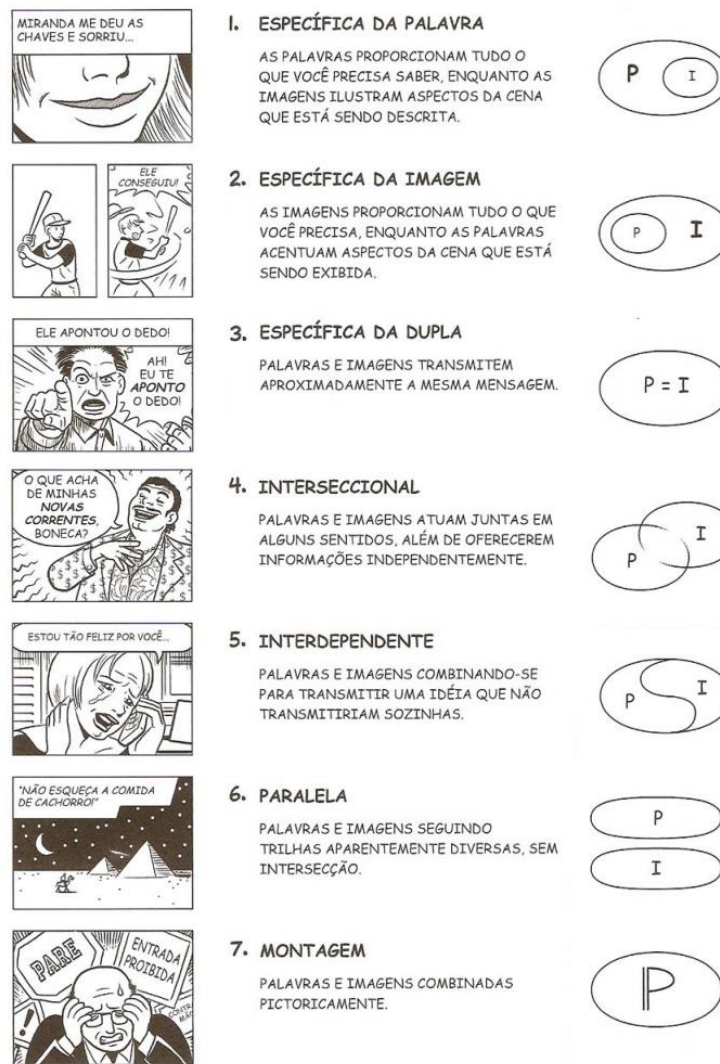 MIRANDA ME DEU AS
CHAVES E SORRIU...
1. ESPECÍFICA DA PALAVRA
AS PALAVRAS PROPORCIONAM TUDO O
QUE VOCÊ PRECISA SABER, ENQUANTO AS
IMAGENS ILUSTRAM ASPECTOS DA CENA
QUE ESTÁ SENDO DESCRITA.
P I
ELE
CONSEGUIU!
2. ESPECÍFICA DA IMAGEM
AS IMAGENS PROPORCIONAM TUDO O QUE
VOCÊ PRECISA, ENQUANTO AS PALAVRAS
ACENTUAM ASPECTOS DA CENA QUE ESTÁ
SENDO EXIBIDA.
P I
ELE APONTOU O DEDO!
AH!
EU TE
APONTO
O DEDO!
3. ESPECÍFICA DA DUPLA
PALAVRAS E IMAGENS TRANSMITEM
APROXIMADAMENTE A MESMA MENSAGEM.
P = I
O QUE ACHA
DE MINHAS
NOVAS
CORRENTES,
BONECA?
4. INTERSECCIONAL
PALAVRAS E IMAGENS ATUAM JUNTAS EM
ALGUNS SENTIDOS, ALÉM DE OFERECEREM
INFORMAÇÕES INDEPENDENTEMENTE.
P I
ESTOU TÃO FELIZ POR VOCÊ...
5. INTERDEPENDENTE
PALAVRAS E IMAGENS COMBINANDO-SE
PARA TRANSMITIR UMA IDÉIA QUE NÃO
TRANSMITIRIAM SOZINHAS.
P I
"NÃO ESQUEÇA A COMIDA
DE CACHORRO!"
6. PARALELA
PALAVRAS E IMAGENS SEGUINDO
TRILHAS APARENTEMENTE DIVERSAS, SEM
INTERSECÇÃO.
P
I
PARE
ENTRADA
PROIBIDA
!
CONTRA
MÃO
7. MONTAGEM
PALAVRAS E IMAGENS COMBINADAS
PICTORICAMENTE.
P